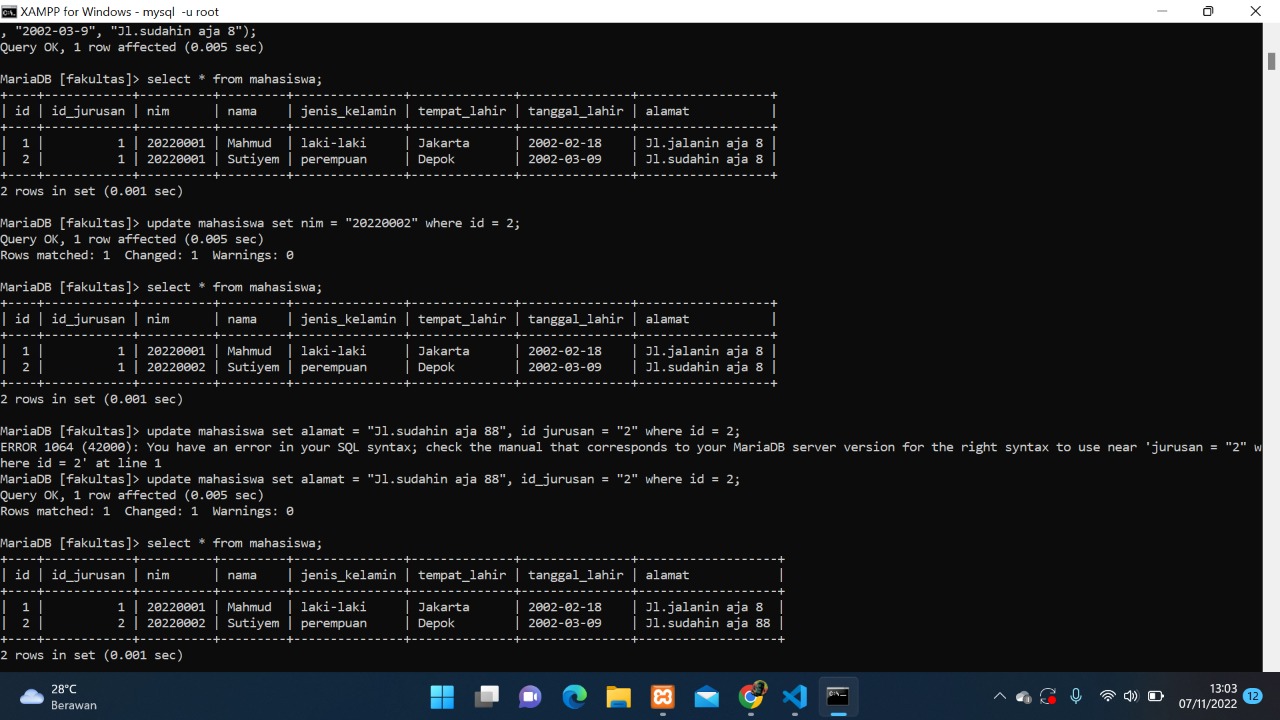 XAMPP for Windows - mysql  -u root
, "2002-03-9", "Jl.sudahin aja 8");
Query OK, 1 row affected (0.005 sec)
MariaDB [fakultas]> select * from mahasiswa;
+----+------------+----------+---------+---------------+--------------+---------------+------------------+
| id | id_jurusan | nim      | nama    | jenis_kelamin | tempat_lahir | tanggal_lahir | alamat           |
+----+------------+----------+---------+---------------+--------------+---------------+------------------+
|  1 |          1 | 20220001 | Mahmud  | laki-laki     | Jakarta      | 2002-02-18    | Jl.jalanin aja 8 |
|  2 |          1 | 20220001 | Sutiyem | perempuan     | Depok        | 2002-03-09    | Jl.sudahin aja 8 |
+----+------------+----------+---------+---------------+--------------+---------------+------------------+
2 rows in set (0.001 sec)
MariaDB [fakultas]> update mahasiswa set nim = "20220002" where id = 2;
Query OK, 1 row affected (0.005 sec)
Rows matched: 1  Changed: 1  Warnings: 0
MariaDB [fakultas]> select * from mahasiswa;
+----+------------+----------+---------+---------------+--------------+---------------+------------------+
| id | id_jurusan | nim      | nama    | jenis_kelamin | tempat_lahir | tanggal_lahir | alamat           |
+----+------------+----------+---------+---------------+--------------+---------------+------------------+
|  1 |          1 | 20220001 | Mahmud  | laki-laki     | Jakarta      | 2002-02-18    | Jl.jalanin aja 8 |
|  2 |          1 | 20220002 | Sutiyem | perempuan     | Depok        | 2002-03-09    | Jl.sudahin aja 8 |
+----+------------+----------+---------+---------------+--------------+---------------+------------------+
2 rows in set (0.001 sec)
MariaDB [fakultas]> update mahasiswa set alamat = "Jl.sudahin aja 88", id jurusan = "2" where id = 2;
ERROR 1064 (42000): You have an error in your SQL syntax; check the manual that corresponds to your MariaDB server version for the right syntax to use near 'jurusan = "2" w
here id = 2' at line 1
MariaDB [fakultas]> update mahasiswa set alamat = "Jl.sudahin aja 88", id_jurusan = "2" where id = 2;
Query OK, 1 row affected (0.005 sec)
Rows matched: 1  Changed: 1  Warnings: 0
MariaDB [fakultas]> select * from mahasiswa;
+----+------------+----------+---------+---------------+--------------+---------------+-------------------+
| id | id_jurusan | nim      | nama    | jenis_kelamin | tempat_lahir | tanggal_lahir | alamat            |
+----+------------+----------+---------+---------------+--------------+---------------+-------------------+
|  1 |          1 | 20220001 | Mahmud  | laki-laki     | Jakarta      | 2002-02-18    | Jl.jalanin aja 8  |
|  2 |          2 | 20220002 | Sutiyem | perempuan     | Depok        | 2002-03-09    | Jl.sudahin aja 88 |
+----+------------+----------+---------+---------------+--------------+---------------+-------------------+
2 rows in set (0.001 sec)
28°C
Berawan
13:03
07/11/2022
12